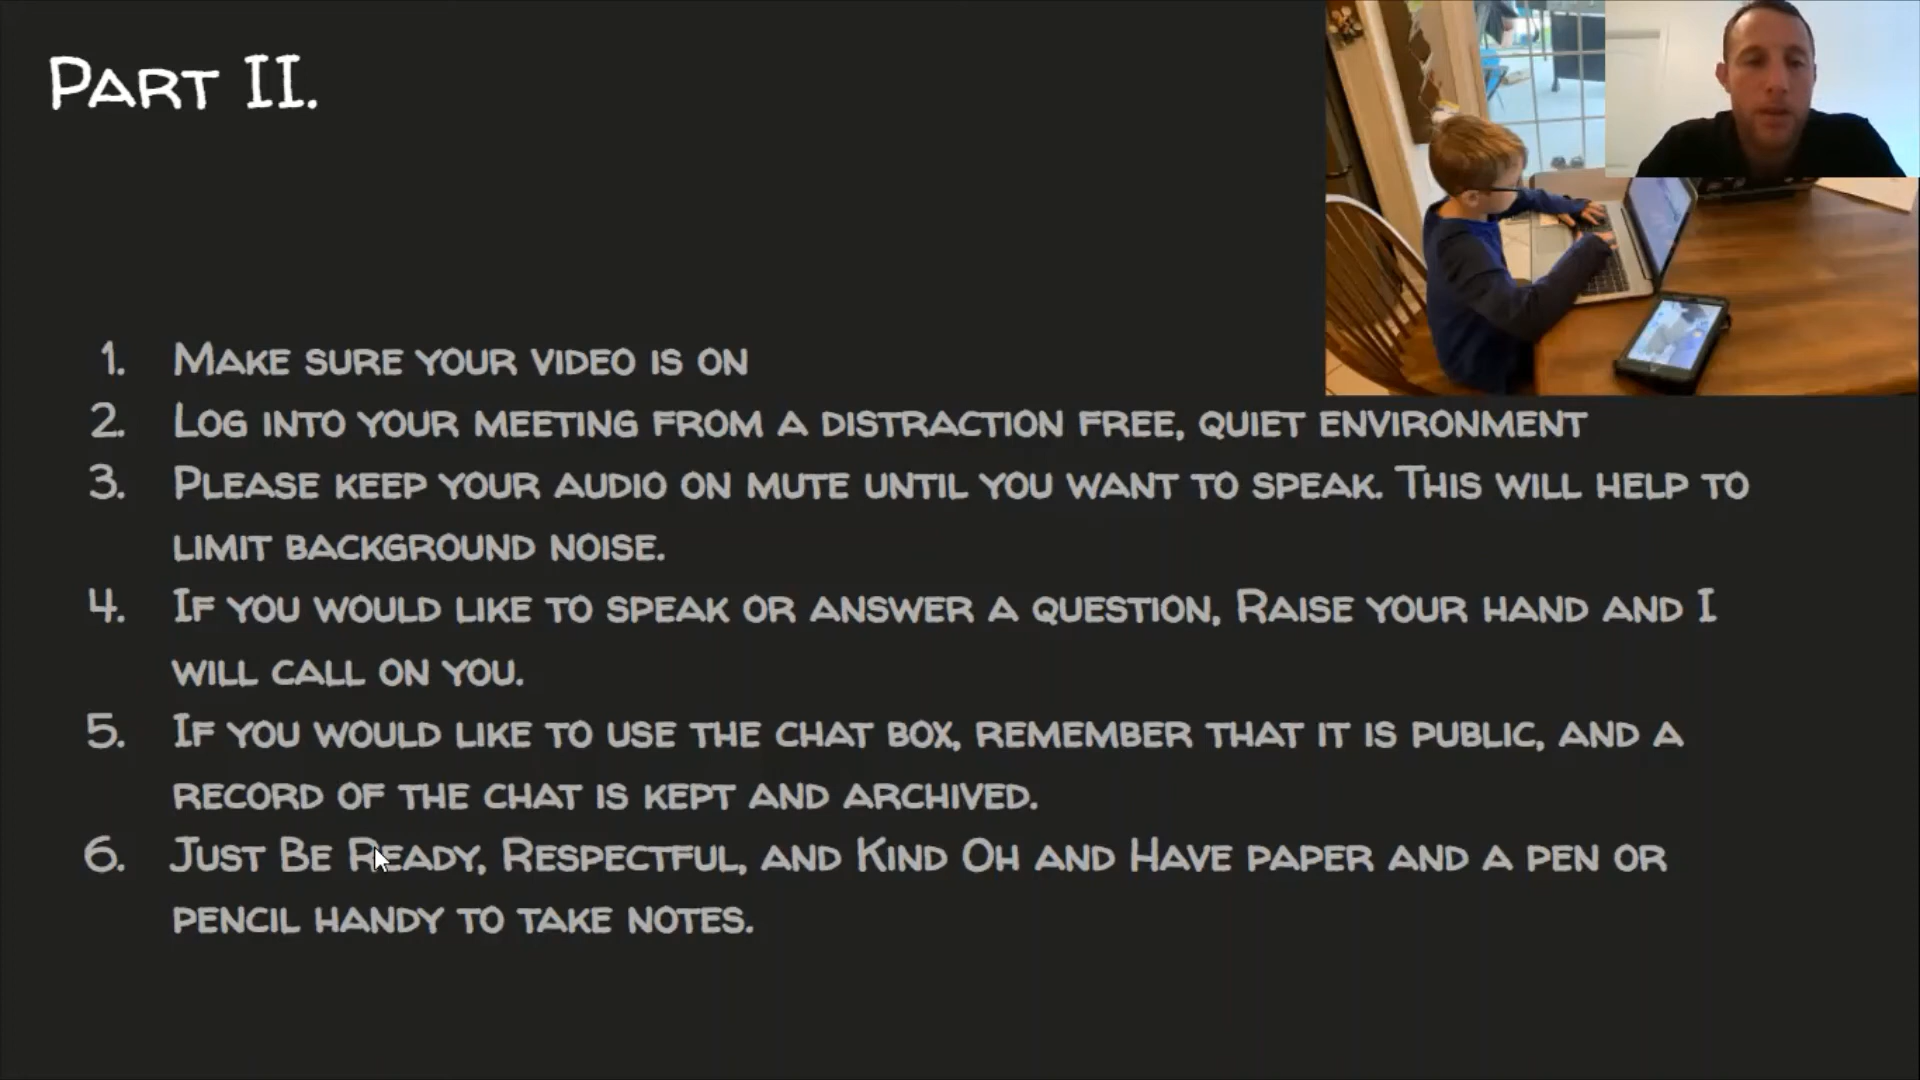 Part II.
1. Make sure your video is on
2. Log into your meeting from a distraction free, quiet environment
3. Please keep your audio on mute until you want to speak. This will help to
limit background noise.
4. If you would like to speak or answer a question, Raise your hand and I
will call on you.
5. If you would like to use the chat box, remember that it is public, and a
record of the chat is kept and archived.
6. Just Be Ready, Respectful, and Kind Oh and Have paper and a pen or
pencil handy to take notes.